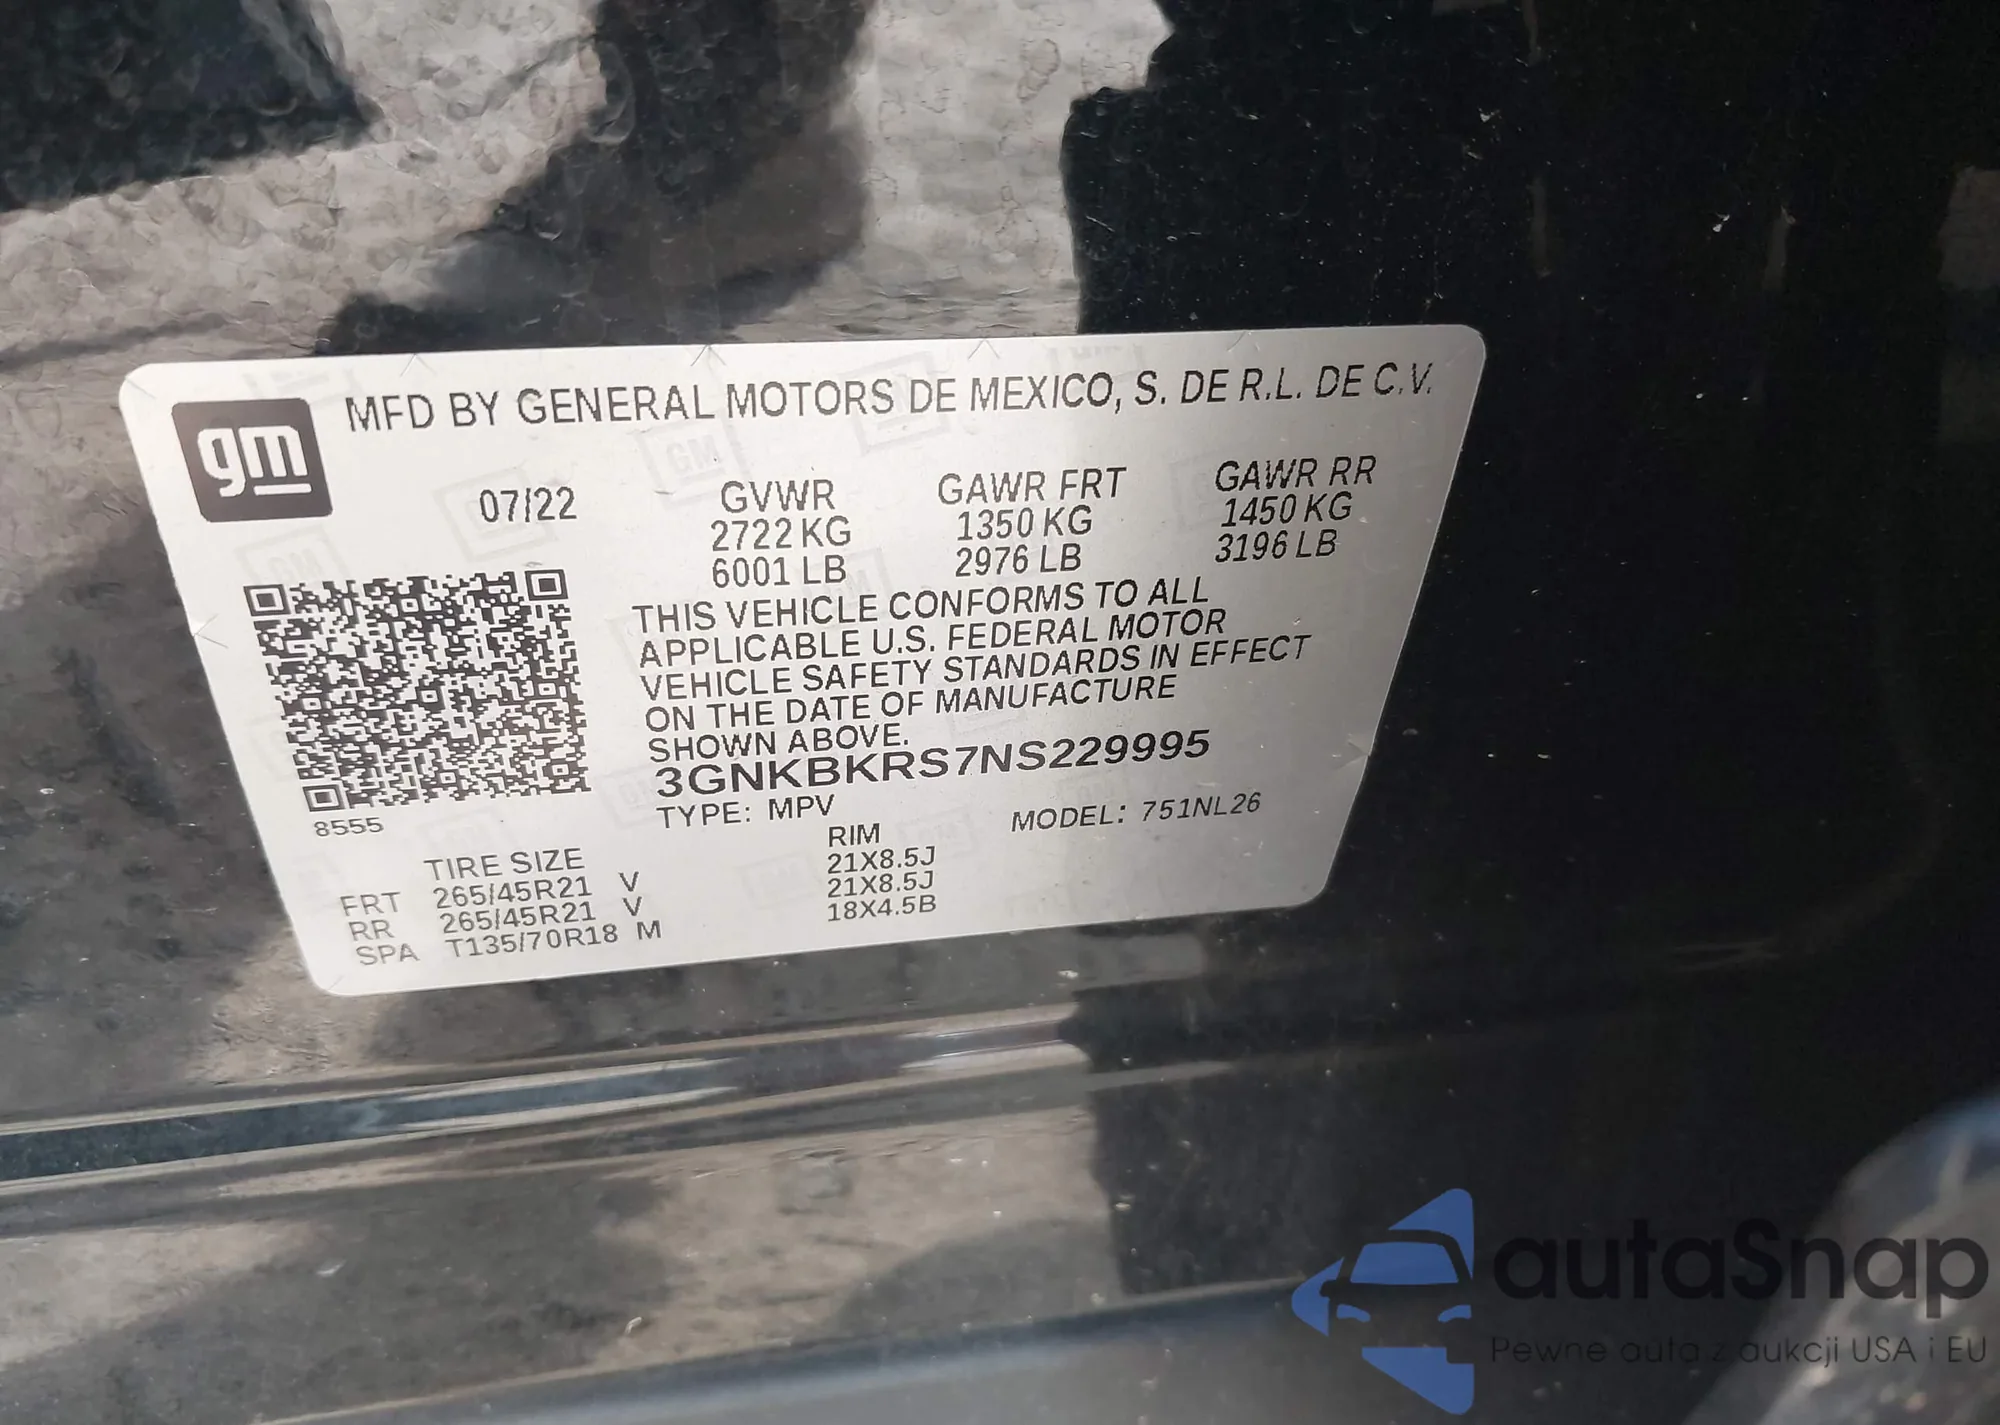 gm
MFD BY GENERAL MOTORS DE MEXICO, S. DE R.L. DE C.V.
07/22
GVWR
2722 KG
6001 LB
GAWR FRT
1350 KG
2976 LB
GAWR RR
1450 KG
3196 LB
THIS VEHICLE CONFORMS TO ALL
APPLICABLE U.S. FEDERAL MOTOR
VEHICLE SAFETY STANDARDS IN EFFECT
ON THE DATE OF MANUFACTURE
SHOWN ABOVE.
3GNKBKRS7NS229995
TYPE: MPV
MODEL: 751NL26
8555
TIRE SIZE RIM
FRT 265/45R21 V 21X8.5J
RR 265/45R21 V 21X8.5J
SPA T135/70R18 M 18X4.5B
autaSnap
Pewne auta z aukcji USA i EU